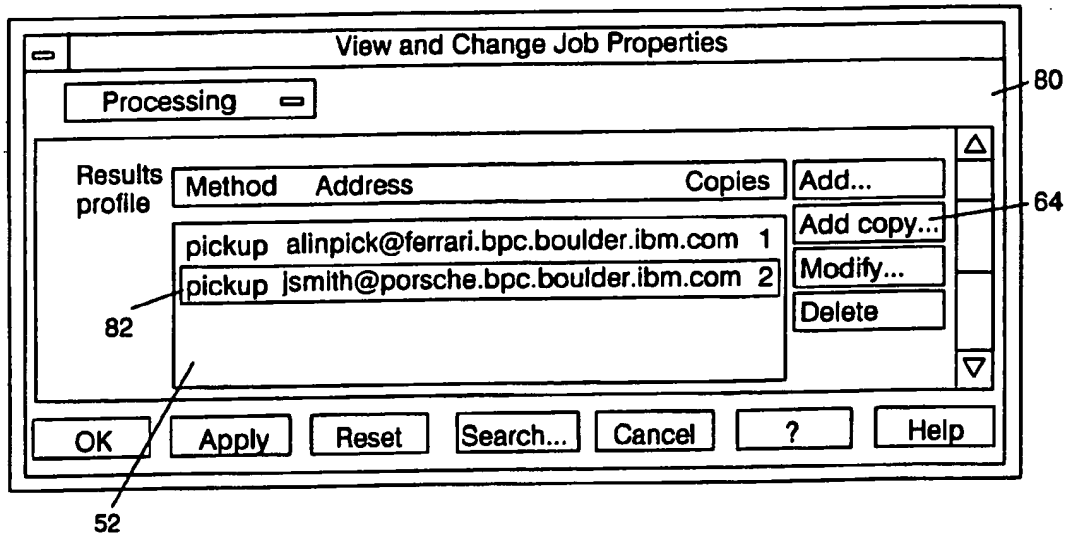 View and Change Job Properties
Processing
80
Results profile
Method Address Copies
Add...
64
Add copy...
pickup alinpick@ferrari.bpc.boulder.ibm.com 1
pickup jsmith@porsche.bpc.boulder.ibm.com 2
Modify...
82
Delete
OK Apply Reset Search... Cancel ? Help
52